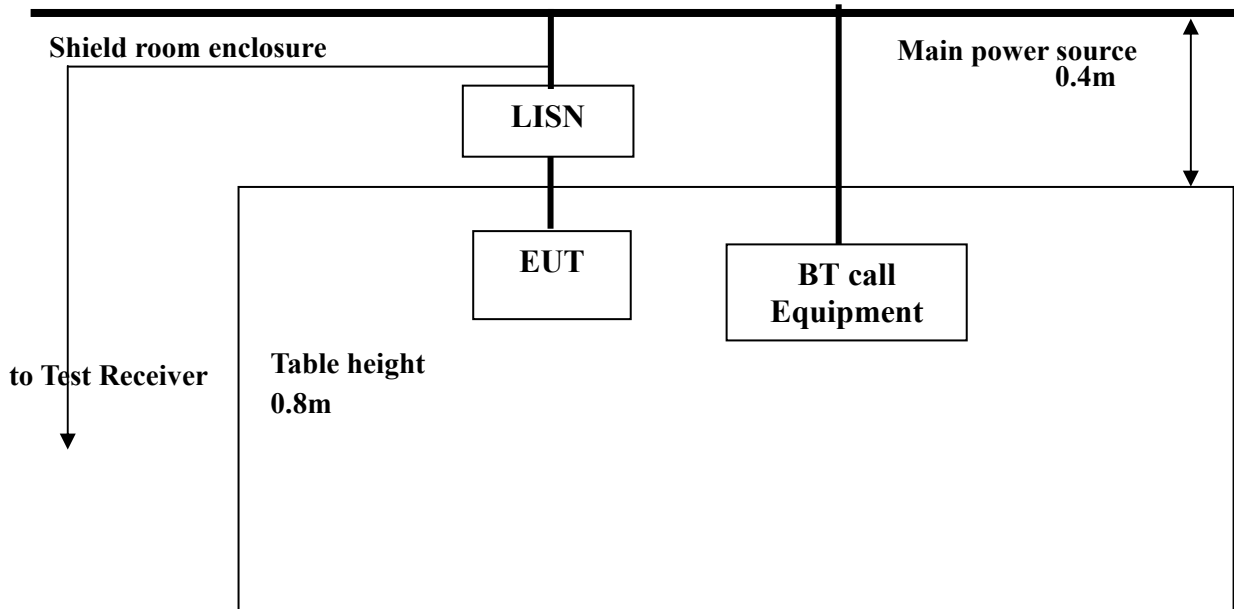 Shield room enclosure
Main power source
0.4m
LISN
EUT
BT call
Equipment
Table height
0.8m
to Test Receiver